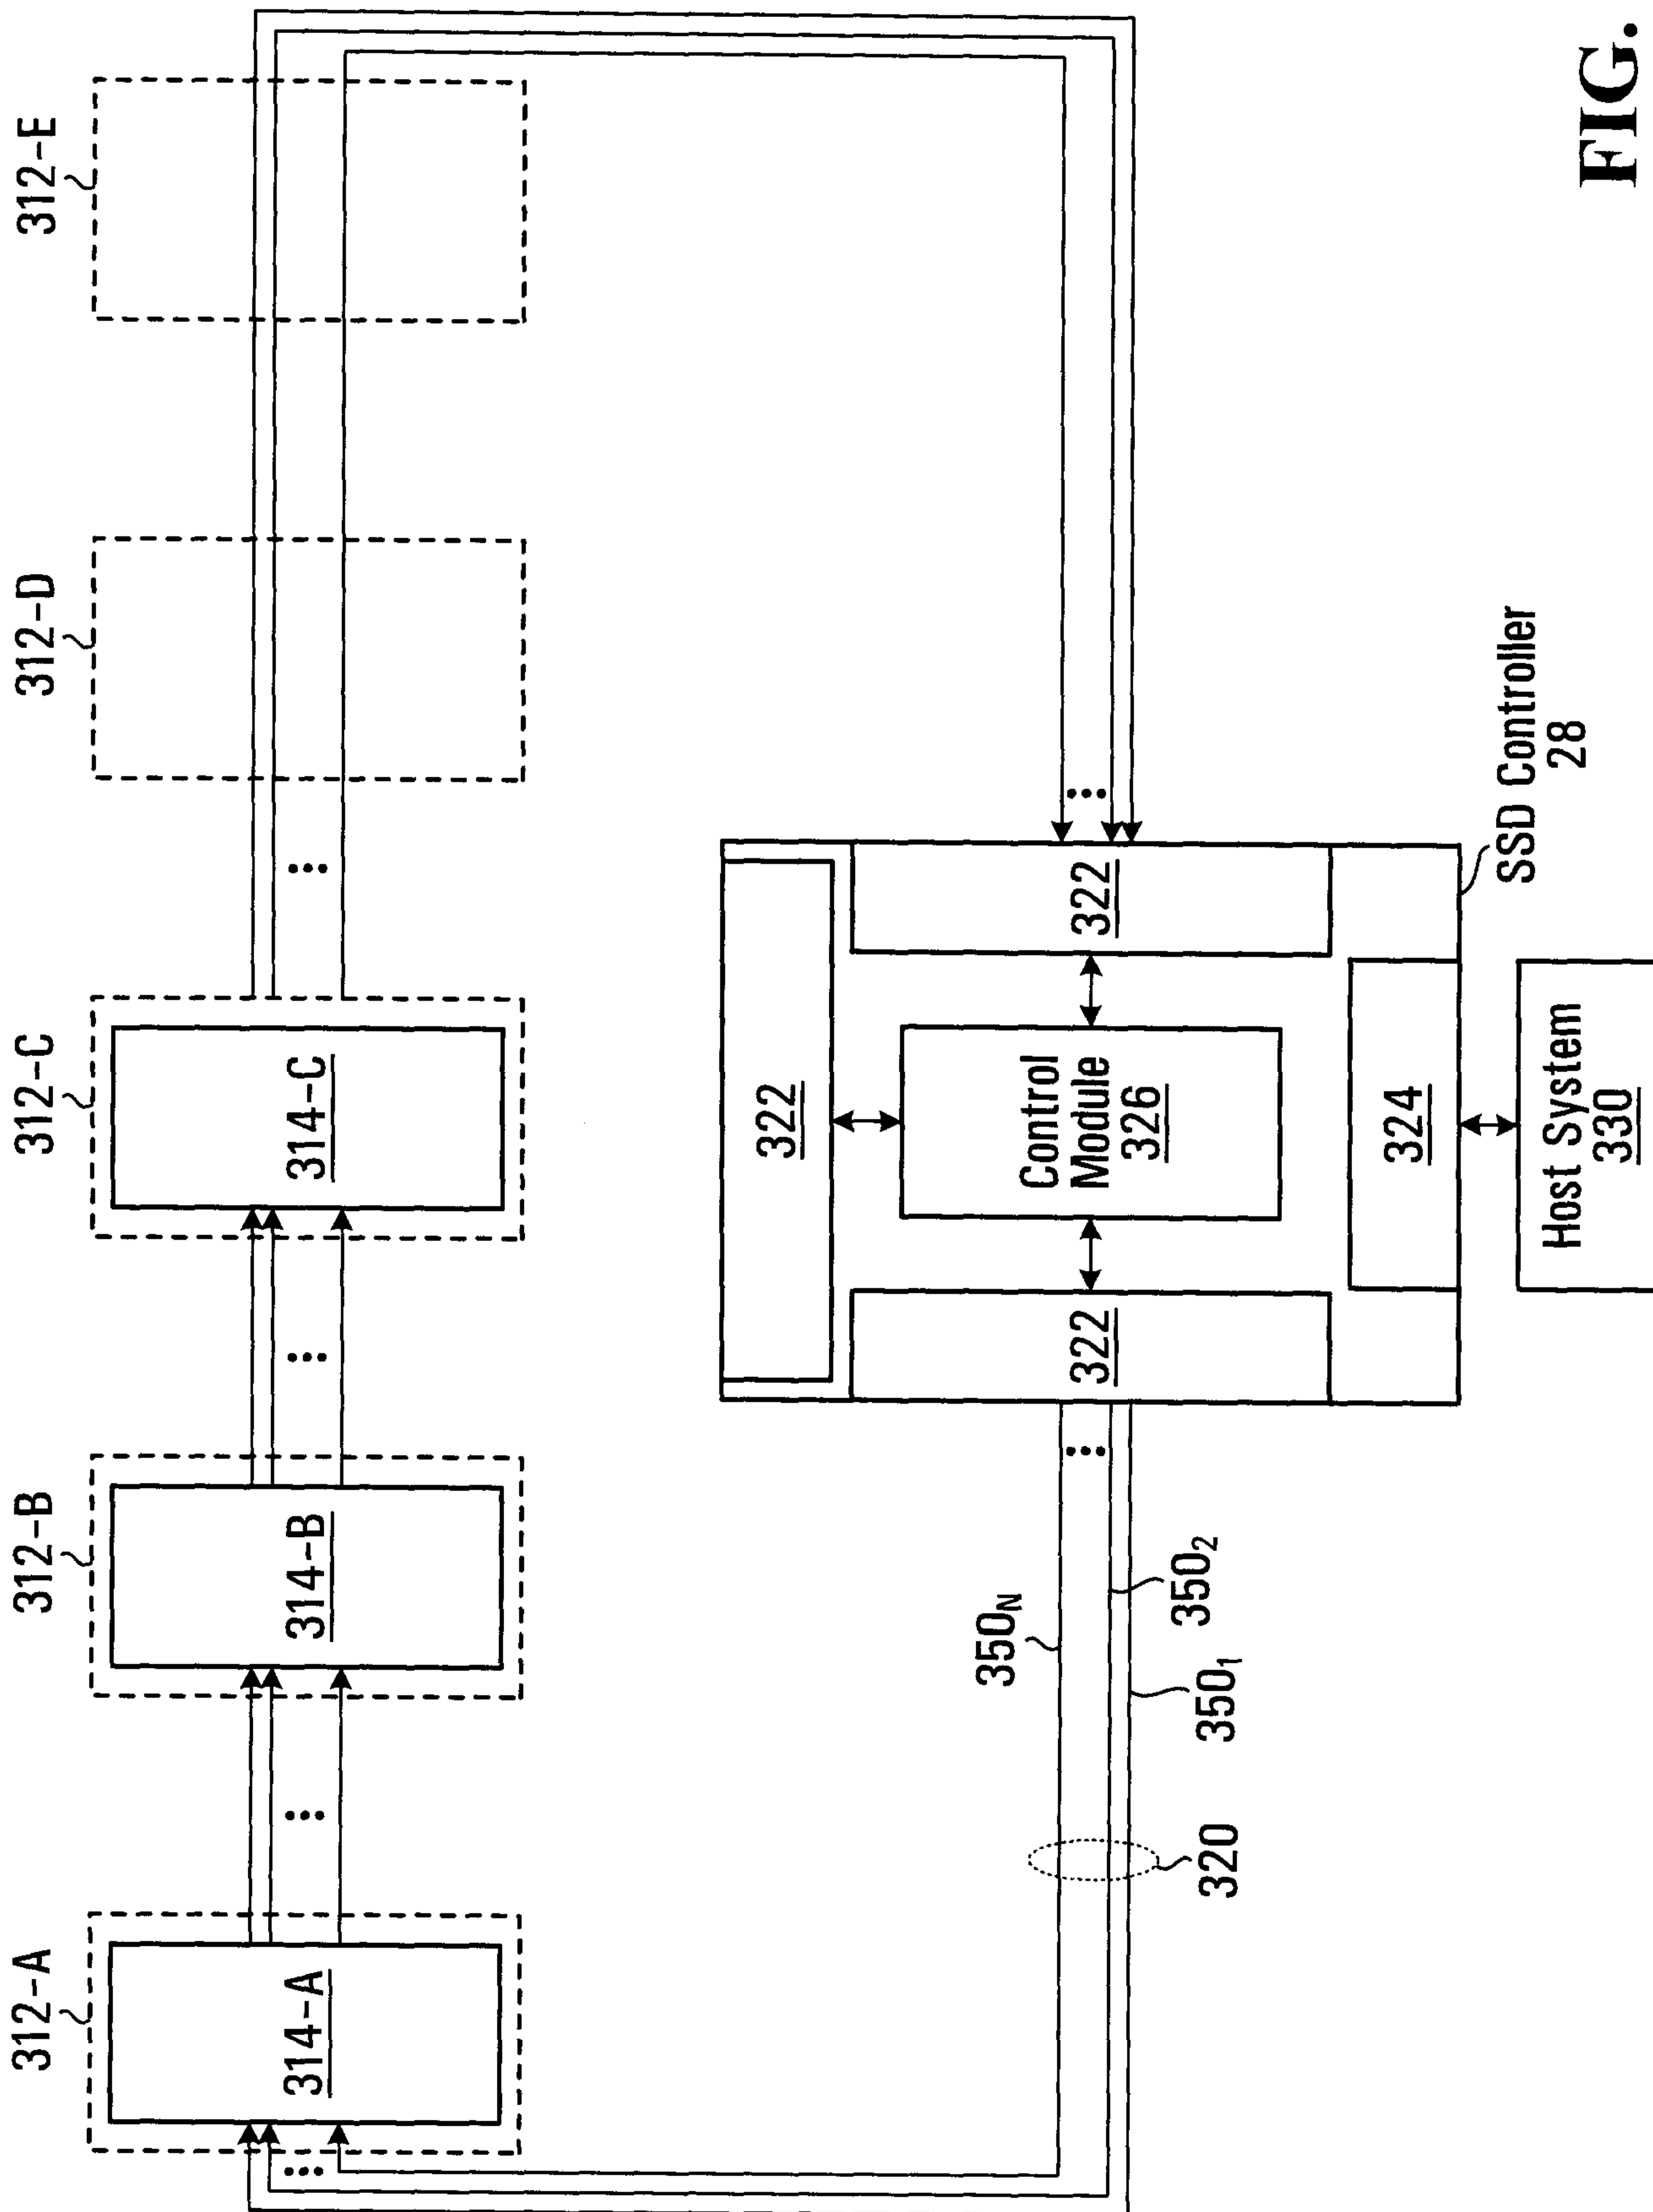 312-A
312-B
312-C
312-D
312-E
314-A
314-B
314-C
322
322
322
Control
Module
326
324
SSD Controller
28
Host System
330
350N
3502
3501
320
FIG.